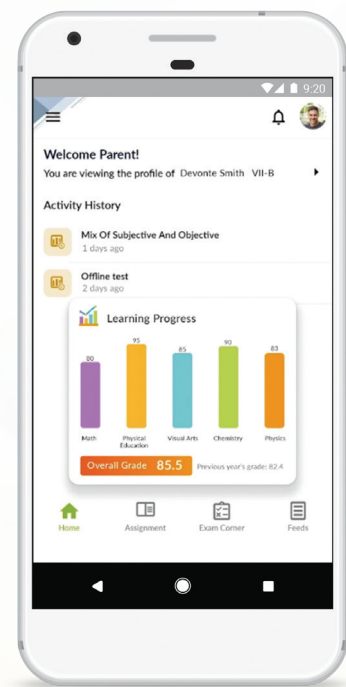 9:20
Welcome Parent!
You are viewing the profile of Devonte Smith VII-B
Activity History
Mix Of Subjective And Objective
1 days ago
Offline test
2 days ago
Learning Progress
80
95
85
90
83
Math
Physical
Education
Visual Arts
Chemistry
Physics
Overall Grade 85.5 Previous year's grade: 82.4
Home
Assignment
Exam Corner
Feeds